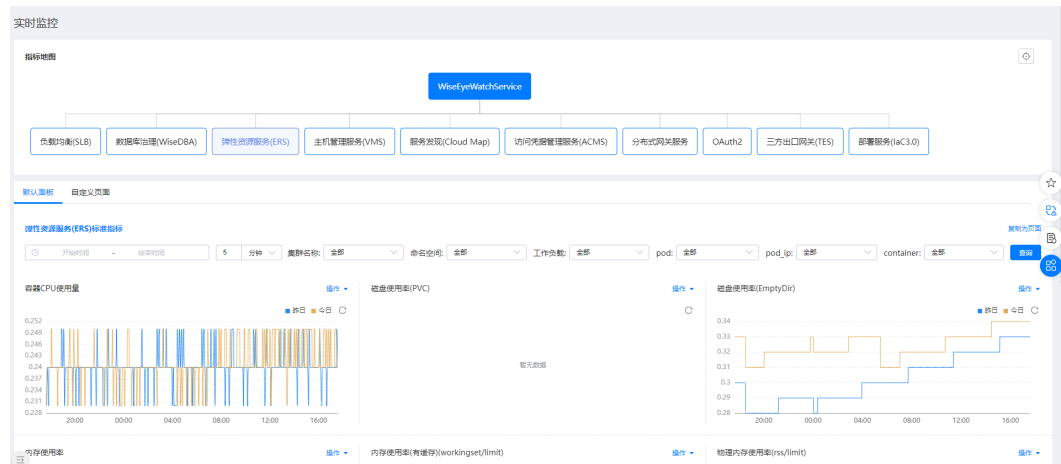 实时监控
指标地图
WiseEyeWatchService
负载均衡(SLB) 数据库治理(WiseDBA) 弹性资源服务(ERS) 主机管理服务(VMS) 服务发现(Cloud Map) 访问凭据管理服务(ACMS) 分布式网关服务 OAuth2 三方出口网关(TES) 部署服务(IaC3.0)
默认面板 自定义页面
弹性资源服务(ERS)标准指标 复制为页面
开始时间 - 结束时间 5 分钟 集群名称: 全部 命名空间: 全部 工作负载: 全部 pod: 全部 pod_ip: 全部 container: 全部 查询
容器CPU使用量 操作 磁盘使用率(PVC) 操作 磁盘使用率(EmptyDir) 操作
昨日 今日 昨日 今日
0.252
0.249
0.246
0.243
0.24
0.237
0.234
0.231
0.228
20:00 00:00 04:00 08:00 12:00 16:00
暂无数据
0.34
0.33
0.32
0.31
0.3
0.29
0.28
20:00 00:00 04:00 08:00 12:00 16:00
内存使用率 操作 内存使用率(有缓存)(workingset/limit) 操作 物理内存使用率(rss/limit) 操作